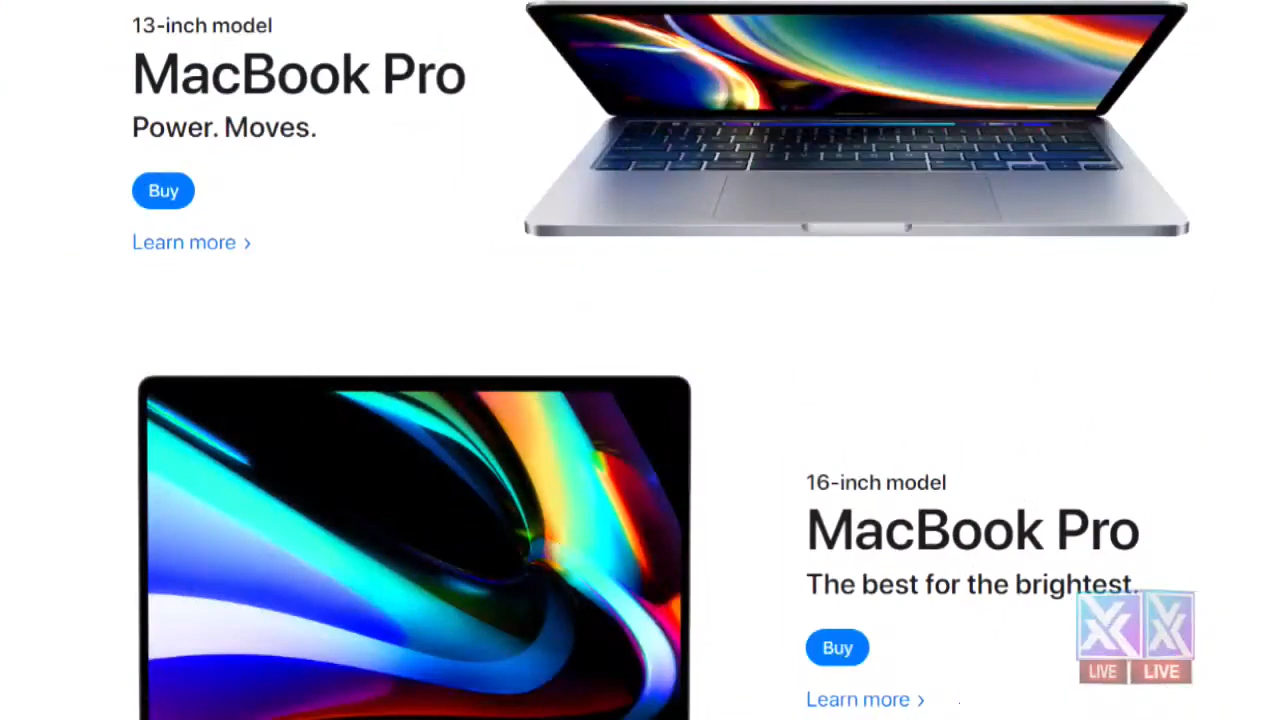 13-inch model
MacBook Pro
Power. Moves.
Buy
Learn more ›
16-inch model
MacBook Pro
The best for the brightest.
Buy
Learn more ›
LIVE LIVE